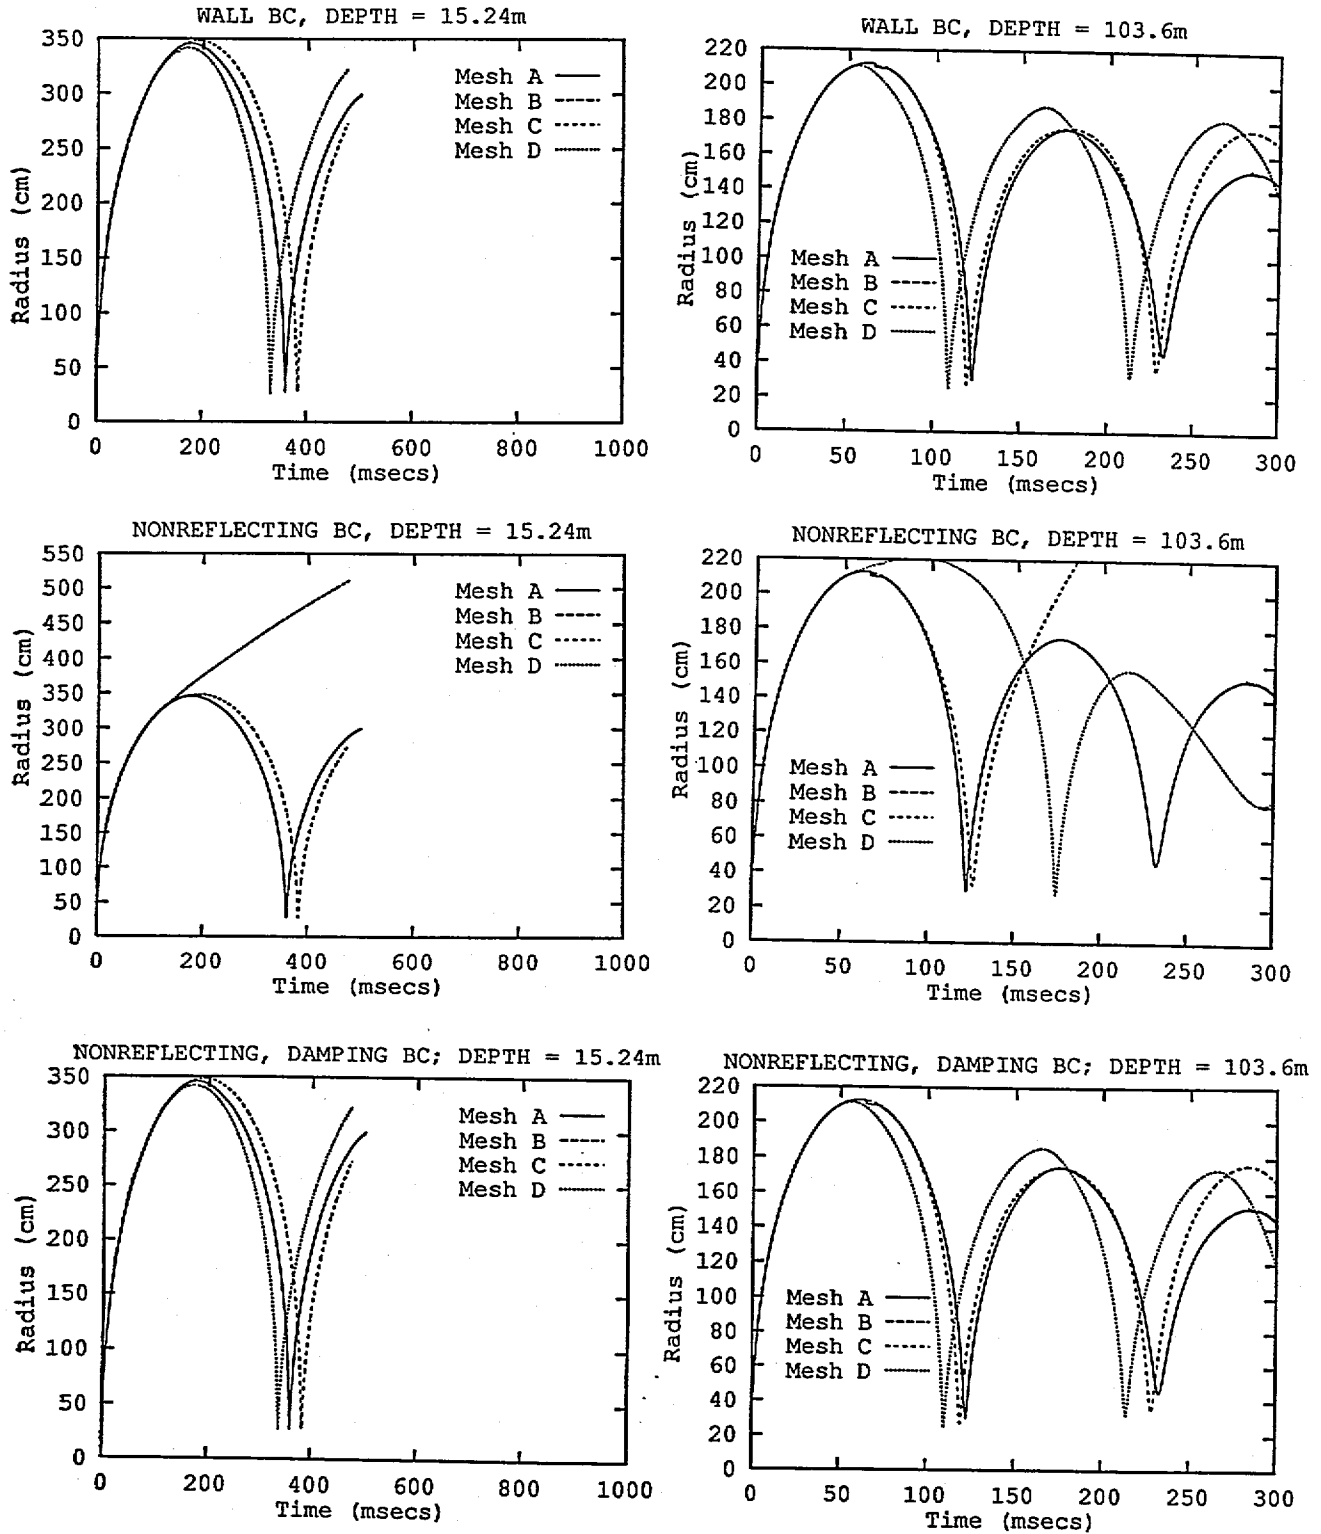 WALL BC, DEPTH = 15.24m
350
300
250
200
150
100
50
0
Radius (cm)
Mesh A
Mesh B
Mesh C
Mesh D
0 200 400 600 800 1000
Time (msecs)
WALL BC, DEPTH = 103.6m
220
200
180
160
140
120
100
80
60
40
20
0
Radius (cm)
Mesh A
Mesh B
Mesh C
Mesh D
0 50 100 150 200 250 300
Time (msecs)
NONREFLECTING BC, DEPTH = 15.24m
550
500
450
400
350
300
250
200
150
100
50
0
Radius (cm)
Mesh A
Mesh B
Mesh C
Mesh D
0 200 400 600 800 1000
Time (msecs)
NONREFLECTING BC, DEPTH = 103.6m
220
200
180
160
140
120
100
80
60
40
20
0
Radius (cm)
Mesh A
Mesh B
Mesh C
Mesh D
0 50 100 150 200 250 300
Time (msecs)
NONREFLECTING, DAMPING BC; DEPTH = 15.24m
350
300
250
200
150
100
50
0
Radius (cm)
Mesh A
Mesh B
Mesh C
Mesh D
0 200 400 600 800 1000
Time (msecs)
NONREFLECTING, DAMPING BC; DEPTH = 103.6m
220
200
180
160
140
120
100
80
60
40
20
0
Radius (cm)
Mesh A
Mesh B
Mesh C
Mesh D
0 50 100 150 200 250 300
Time (msecs)